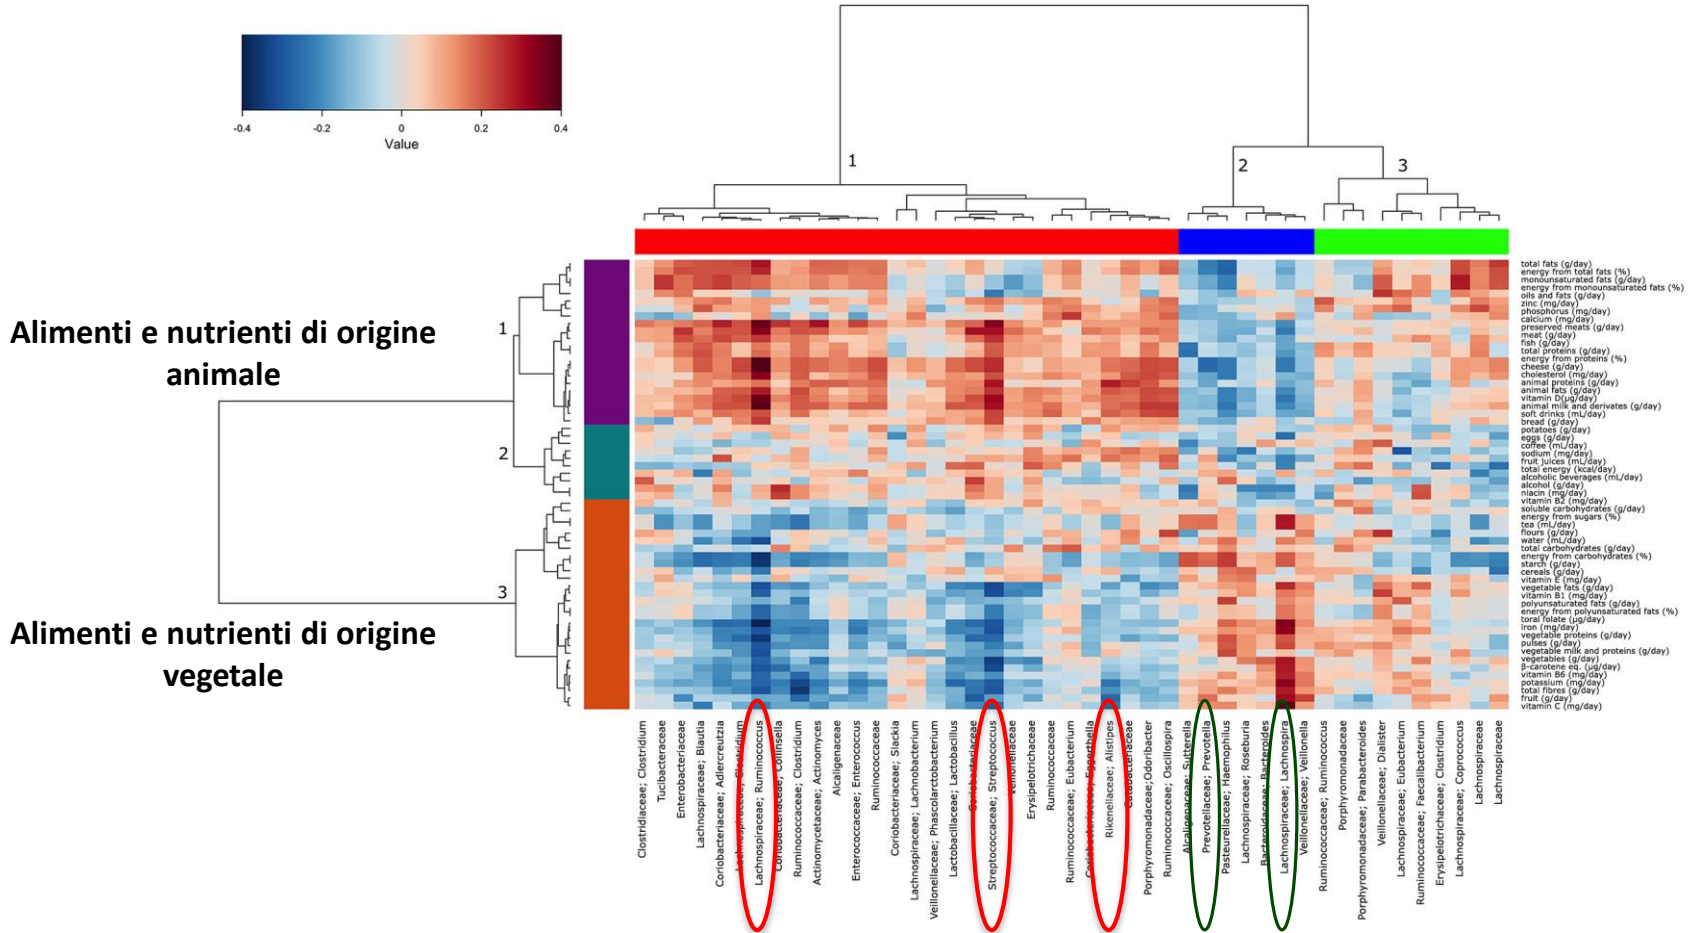 -0.4
-0.2
0
0.2
0.4
Value
1
2
3
Alimenti e nutrienti di origine
animale
1
2
3
Alimenti e nutrienti di origine
vegetale
total fats (g/day)
energy from total fats (%)
monounsaturated fats (g/day)
energy from monounsaturated fats (%)
oils and fats (g/day)
zinc (mg/day)
phosphorus (mg/day)
calcium (mg/day)
preserved meats (g/day)
meat (g/day)
fish (g/day)
total proteins (g/day)
energy from proteins (%)
cheese (g/day)
cholesterol (mg/day)
animal proteins (g/day)
animal fats (g/day)
vitamin D(µg/day)
animal milk and derivates (g/day)
soft drinks (mL/day)
bread (g/day)
potatoes (g/day)
eggs (g/day)
coffee (mL/day)
sodium (mg/day)
fruit juices (mL/day)
total energy (kcal/day)
alcoholic beverages (mL/day)
alcohol (g/day)
niacin (mg/day)
vitamin B2 (mg/day)
soluble carbohydrates (g/day)
energy from sugars (%)
tea (mL/day)
flours (g/day)
water (mL/day)
total carbohydrates (g/day)
energy from carbohydrates (%)
starch (g/day)
cereals (g/day)
vitamin E (mg/day)
vegetable fats (g/day)
vitamin B1 (mg/day)
polyunsaturated fats (g/day)
energy from polyunsaturated fats (%)
toral rolate (µg/day)
iron (mg/day)
vegetable proteins (g/day)
pulses (g/day)
vegetable milk and proteins (g/day)
vegetables (g/day)
β-carotene eq. (µg/day)
vitamin B6 (mg/day)
potassium (mg/day)
total fibres (g/day)
fruit (g/day)
vitamin C (mg/day)
Clostridiaceae; Clostridium
Tucibacteraceae
Enterobacteriaceae
Lachnospiraceae; Blautia
Coriobacteriaceae; Adlercreutzia
Lachnospiraceae; Clostridium
Lachnospiraceae; Ruminococcus
Coriobacteriaceae; Collinsella
Ruminococcaceae; Clostridium
Actinomycetaceae; Actinomyces
Alcaligenaceae
Enterococcaceae; Enterococcus
Ruminococcaceae
Coriobacteriaceae; Slackia
Lachnospiraceae; Lachnobacterium
Veillonellaceae; Phascolarctobacterium
Lactobacillaceae; Lactobacillus
Coriobacteriaceae
Streptococcaceae; Streptococcus
Veillonellaceae
Erysipelotrichaceae
Ruminococcaceae
Ruminococcaceae; Eubacterium
Coriobacteriaceae; Eggerthella
Rikenellaceae; Alistipes
Catabacteriaceae
Porphyromonadaceae;Odoribacter
Ruminococcaceae; Oscillospira
Alcaligenaceae; Sutterella
Prevotellaceae; Prevotella
Pasteurellaceae; Haemophilus
Lachnospiraceae; Roseburia
Bacteroidaceae; Bacteroides
Lachnospiraceae; Lachnospira
Veillonellaceae; Veillonella
Ruminococcaceae; Ruminococcus
Porphyromonadaceae
Porphyromonadaceae; Parabacteroides
Veillonellaceae; Dialister
Lachnospiraceae; Eubacterium
Ruminococcaceae; Faecalibacterium
Erysipelotrichaceae; Clostridium
Lachnospiraceae; Coprococcus
Lachnospiraceae
Lachnospiraceae